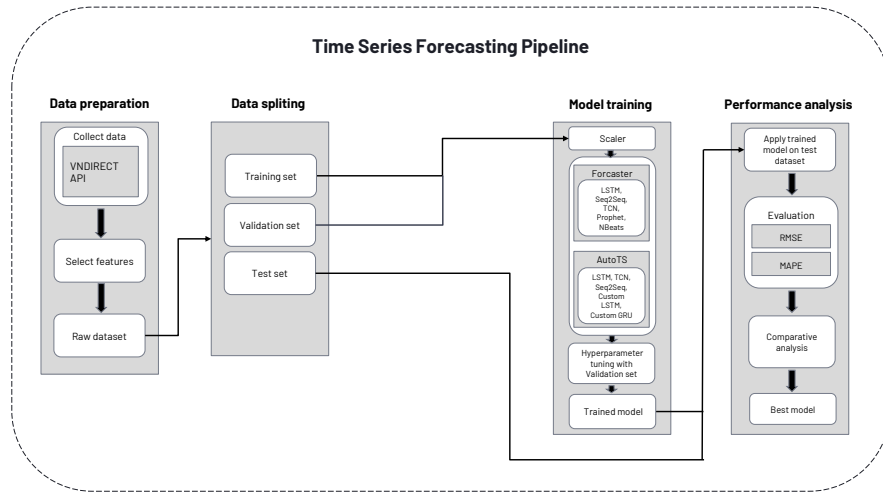 Time Series Forecasting Pipeline
Data preparation
Collect data
VNDIRECT
API
Select features
Raw dataset
Data spliting
Training set
Validation set
Test set
Model training
Scaler
Forcaster
LSTM,
Seq2Seq,
TCN,
Prophet,
NBeats
AutoTS
LSTM, TCN,
Seq2Seq,
Custom
LSTM,
Custom GRU
Hyperparameter
tuning with
Validation set
Trained model
Performance analysis
Apply trained
model on test
dataset
Evaluation
RMSE
MAPE
Comparative
analysis
Best model